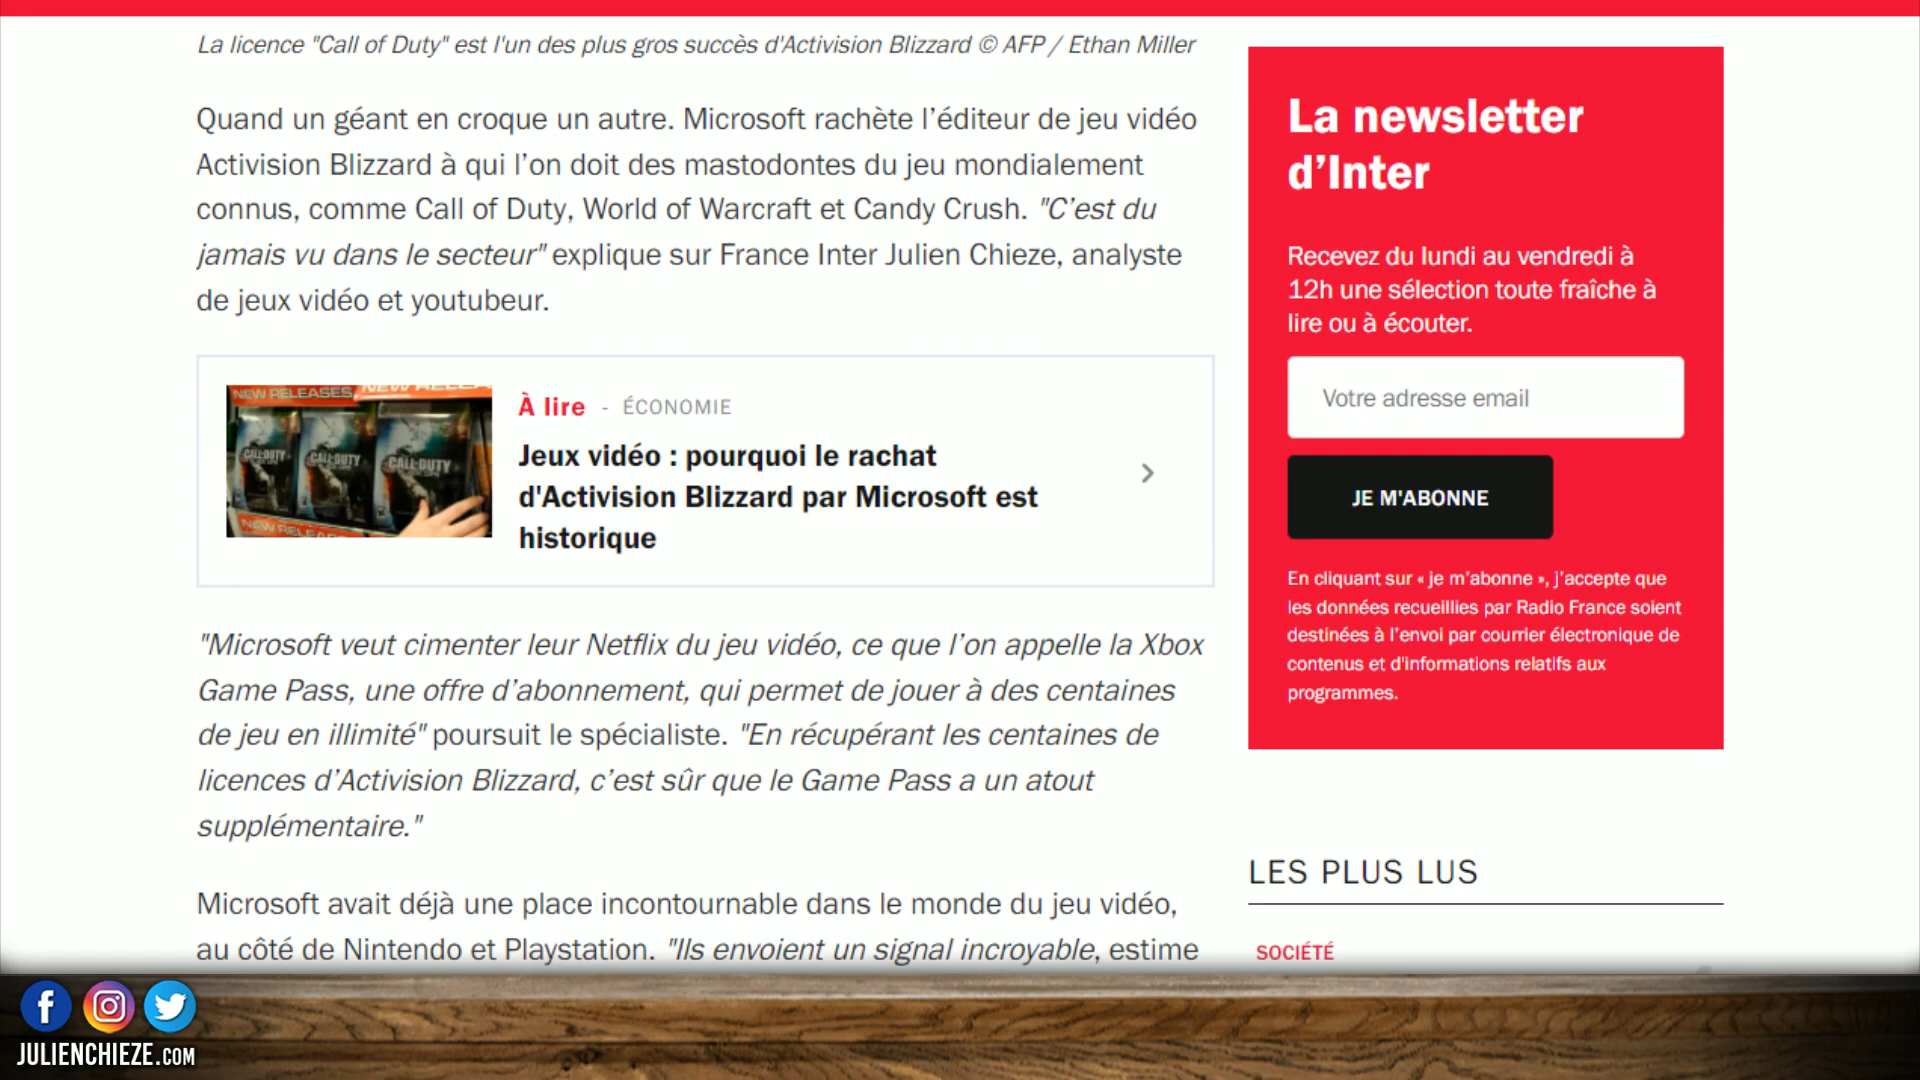 La licence "Call of Duty" est l'un des plus gros succès d'Activision Blizzard © AFP / Ethan Miller
Quand un géant en croque un autre. Microsoft rachète l’éditeur de jeu vidéo
Activision Blizzard à qui l’on doit des mastodontes du jeu mondialement
connus, comme Call of Duty, World of Warcraft et Candy Crush. "C’est du
jamais vu dans le secteur" explique sur France Inter Julien Chieze, analyste
de jeux vidéo et youtubeur.
NEW RELEASES
NEW RELEASES
CALL·DUTY
CALL·DUTY
CALL·DUTY
À lire - ÉCONOMIE
Jeux vidéo : pourquoi le rachat
d'Activision Blizzard par Microsoft est
historique
"Microsoft veut cimenter leur Netflix du jeu vidéo, ce que l’on appelle la Xbox
Game Pass, une offre d’abonnement, qui permet de jouer à des centaines
de jeu en illimité" poursuit le spécialiste. "En récupérant les centaines de
licences d’Activision Blizzard, c’est sûr que le Game Pass a un atout
supplémentaire."
Microsoft avait déjà une place incontournable dans le monde du jeu vidéo,
au côté de Nintendo et Playstation. "Ils envoient un signal incroyable, estime
La newsletter
d’Inter
Recevez du lundi au vendredi à
12h une sélection toute fraîche à
lire ou à écouter.
Votre adresse email
JE M'ABONNE
En cliquant sur « je m’abonne », j’accepte que
les données recueillies par Radio France soient
destinées à l’envoi par courrier électronique de
contenus et d'informations relatifs aux
programmes.
LES PLUS LUS
SOCIÉTÉ
JULIENCHIEZE.COM